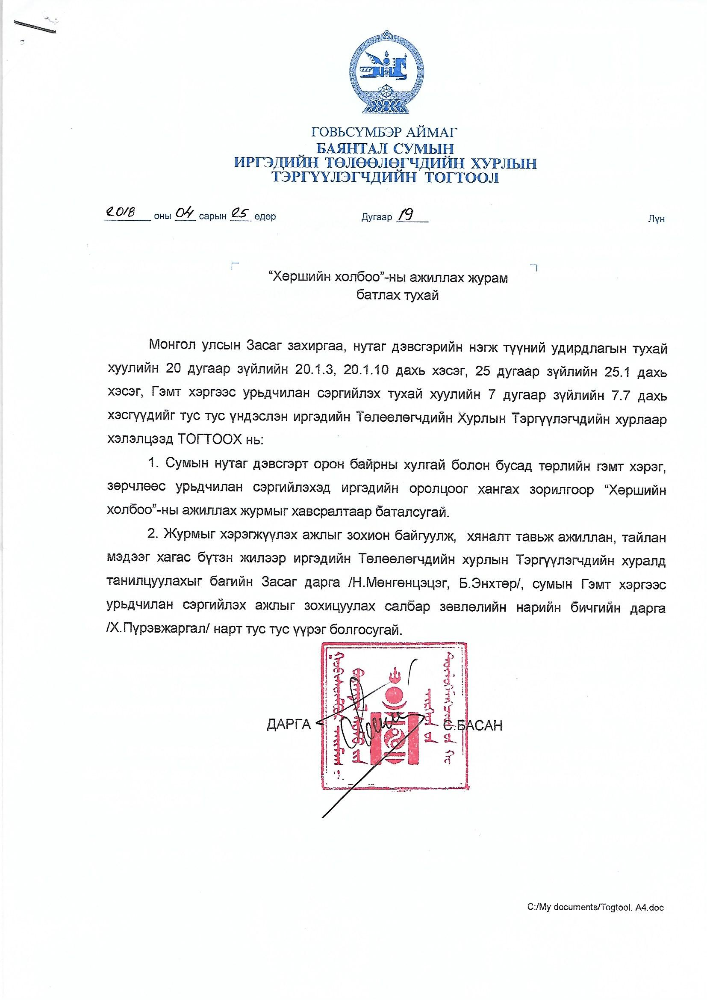 ГОВЬСҮМБЭР АЙМАГ
БАЯНТАЛ СУМЫН
ИРГЭДИЙН ТӨЛӨӨЛӨГЧДИЙН ХУРЛЫН
ТЭРГҮҮЛЭГЧДИЙН ТОГТООЛ
2018 оны 04 сарын 25 өдөр Дугаар 19 Лүн
“Хөршийн холбоо”-ны ажиллах журам
батлах тухай
Монгол улсын Засаг захиргаа, нутаг дэвсгэрийн нэгж түүний удирдлагын тухай
хуулийн 20 дугаар зүйлийн 20.1.3, 20.1.10 дахь хэсэг, 25 дугаар зүйлийн 25.1 дахь
хэсэг, Гэмт хэргээс урьдчилан сэргийлэх тухай хуулийн 7 дугаар зүйлийн 7.7 дахь
хэсгүүдийг тус тус үндэслэн иргэдийн Төлөөлөгчдийн Хурлын Тэргүүлэгчдийн хурлаар
хэлэлцээд ТОГТООХ нь:
1. Сумын нутаг дэвсгэрт орон байрны хулгай болон бусад төрлийн гэмт хэрэг,
зөрчлөөс урьдчилан сэргийлэхэд иргэдийн оролцоог хангах зорилгоор “Хөршийн
холбоо”-ны ажиллах журмыг хавсралтаар баталсугай.
2. Журмыг хэрэгжүүлэх ажлыг зохион байгуулж, хяналт тавьж ажиллан, тайлан
мэдээг хагас бүтэн жилээр иргэдийн Төлөөлөгчдийн хурлын Тэргүүлэгчдийн хуралд
танилцуулахыг багийн Засаг дарга /Н.Мөнгөнцэцэг, Б.Энхтөр/, сумын Гэмт хэргээс
урьдчилан сэргийлэх ажлыг зохицуулах салбар зөвлөлийн нарийн бичгийн дарга
/Х.Пүрэвжаргал/ нарт тус тус үүрэг болгосугай.
ДАРГА С.БАСАН
C:/My documents/Togtool. A4.doc